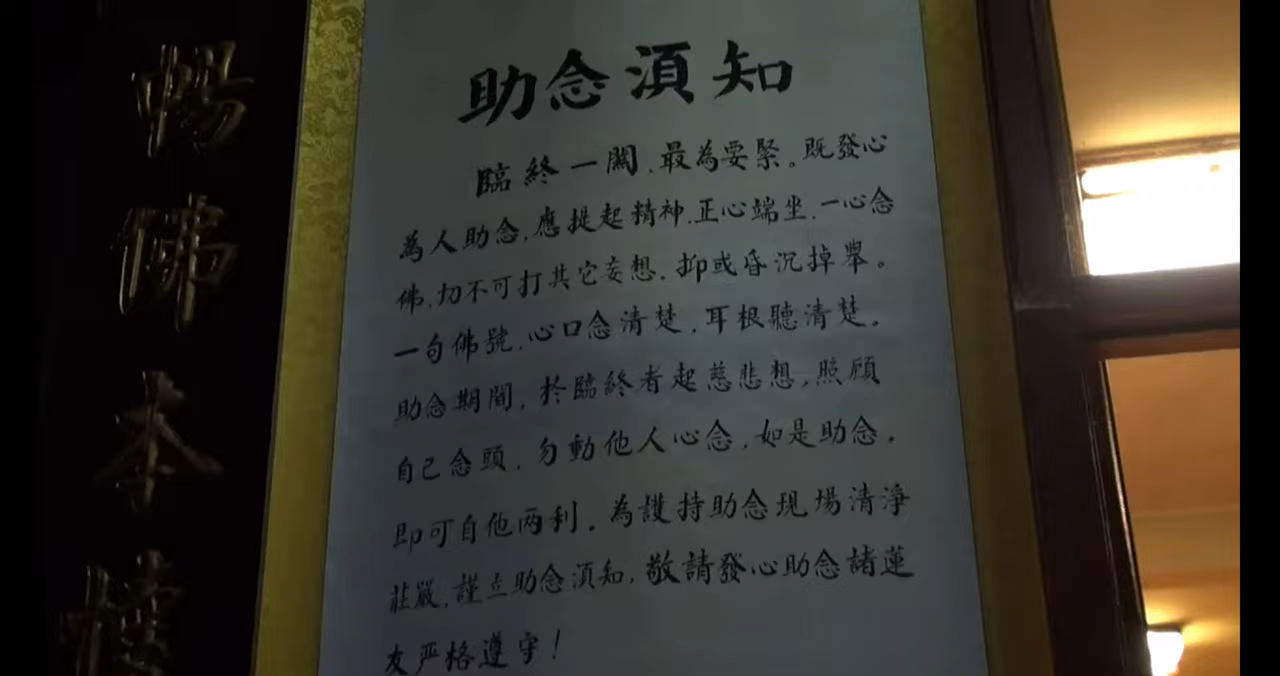 暢佛本懷
助念須知
臨終一關，最為要緊。既發心
為人助念，應提起精神，正心端坐，一心念
佛，切不可打其它妄想，抑或昏沉掉舉。
一句佛號，心口念清楚，耳根聽清楚。
助念期間，於臨終者起慈悲想，照顧
自己念頭，勿動他人心念，如是助念，
即可自他两利。為護持助念現場清淨
莊嚴，謹立助念須知，敬請發心助念諸蓮
友严格遵守！